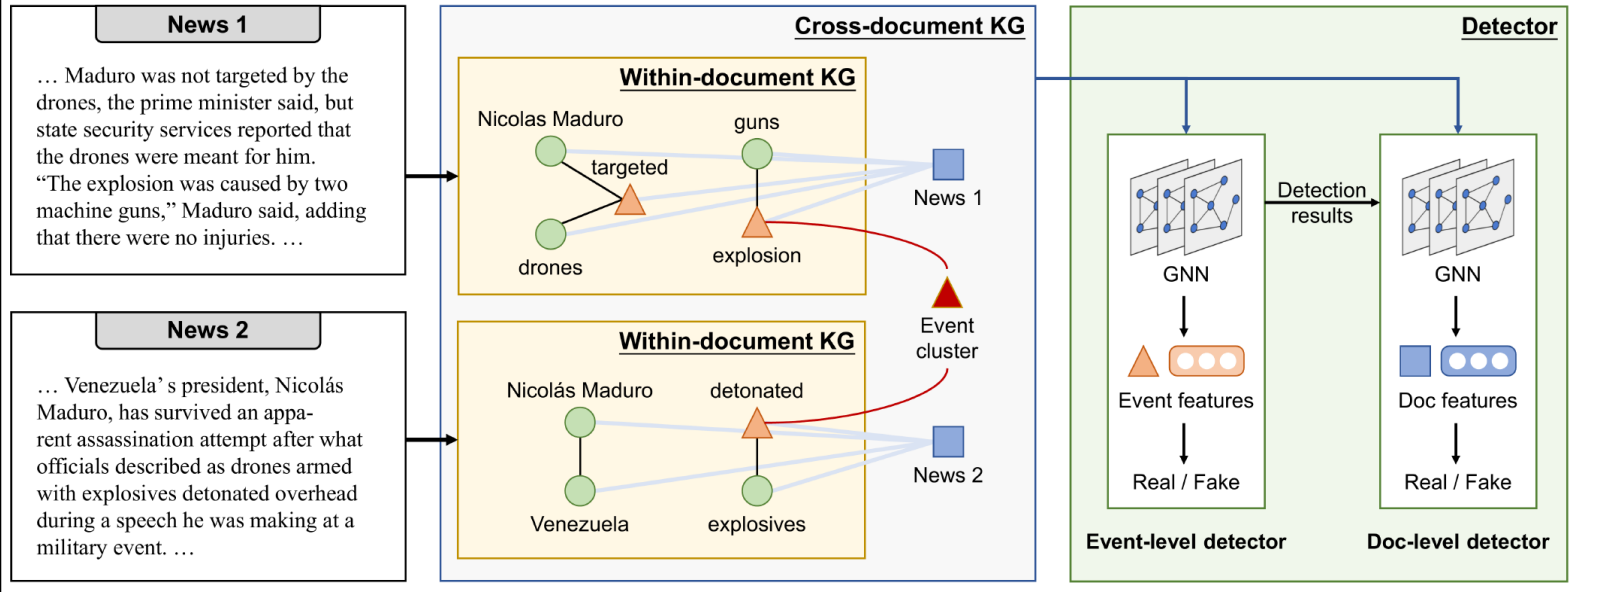 News 1
… Maduro was not targeted by the
drones, the prime minister said, but
state security services reported that
the drones were meant for him.
“The explosion was caused by two
machine guns,” Maduro said, adding
that there were no injuries. …
News 2
… Venezuela’s president, Nicolás
Maduro, has survived an appa-
rent assassination attempt after what
officials described as drones armed
with explosives detonated overhead
during a speech he was making at a
military event. …
Cross-document KG
Within-document KG
Nicolas Maduro
guns
targeted
drones
explosion
News 1
Event
cluster
Within-document KG
Nicolás Maduro
detonated
Venezuela
explosives
News 2
Detector
GNN
Event features
Real / Fake
Event-level detector
Detection
results
GNN
Doc features
Real / Fake
Doc-level detector